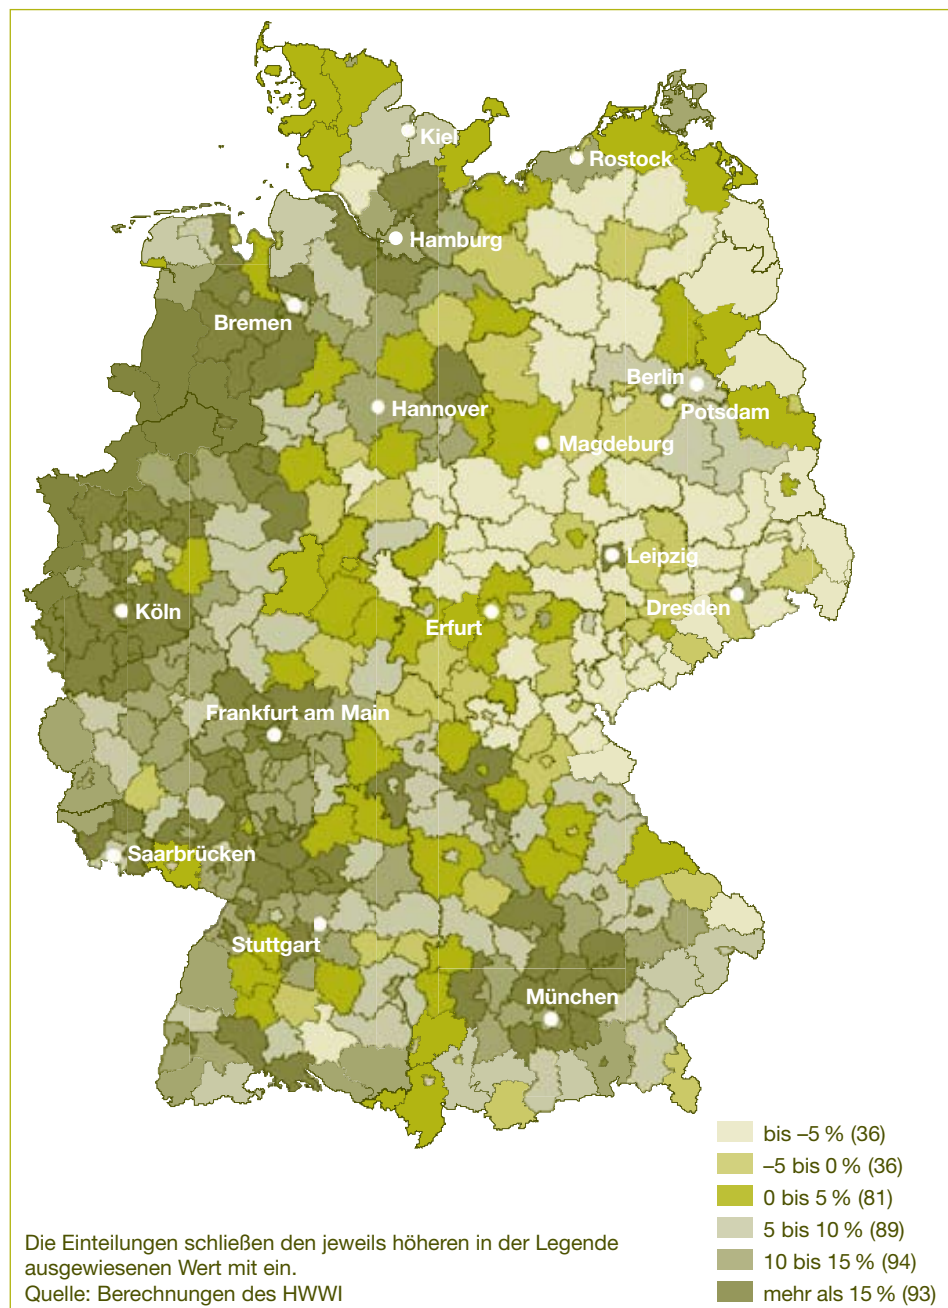 Kiel
Rostock
Hamburg
Bremen
Berlin
Hannover
Potsdam
Magdeburg
Leipzig
Köln
Dresden
Erfurt
Frankfurt am Main
Saarbrücken
Stuttgart
München
bis –5 % (36)
–5 bis 0 % (36)
0 bis 5 % (81)
5 bis 10 % (89)
10 bis 15 % (94)
mehr als 15 % (93)
Die Einteilungen schließen den jeweils höheren in der Legende
ausgewiesenen Wert mit ein.
Quelle: Berechnungen des HWWI